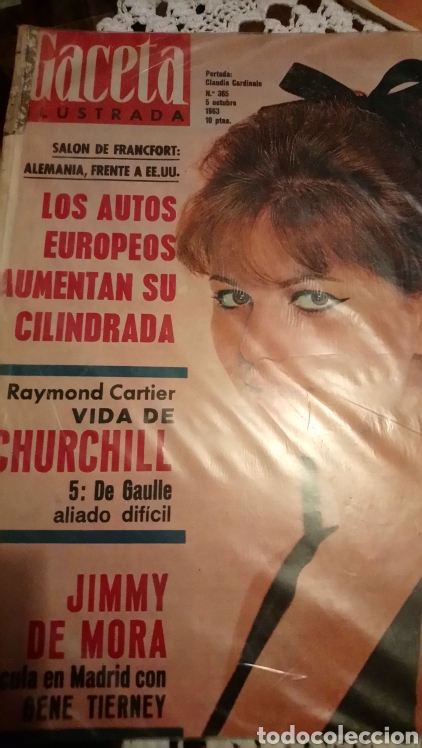 Gaceta
ILUSTRADA
Portada:
Claudia Cardinale
N.º 365
5 octubre
1963
10 ptas.
SALON DE FRANCFORT:
ALEMANIA, FRENTE A EE.UU.
LOS AUTOS
EUROPEOS
AUMENTAN SU
CILINDRADA
Raymond Cartier
VIDA DE
CHURCHILL
5: De Gaulle
aliado difícil
JIMMY
DE MORA
en Madrid con
GENE TIERNEY
todocoleccion